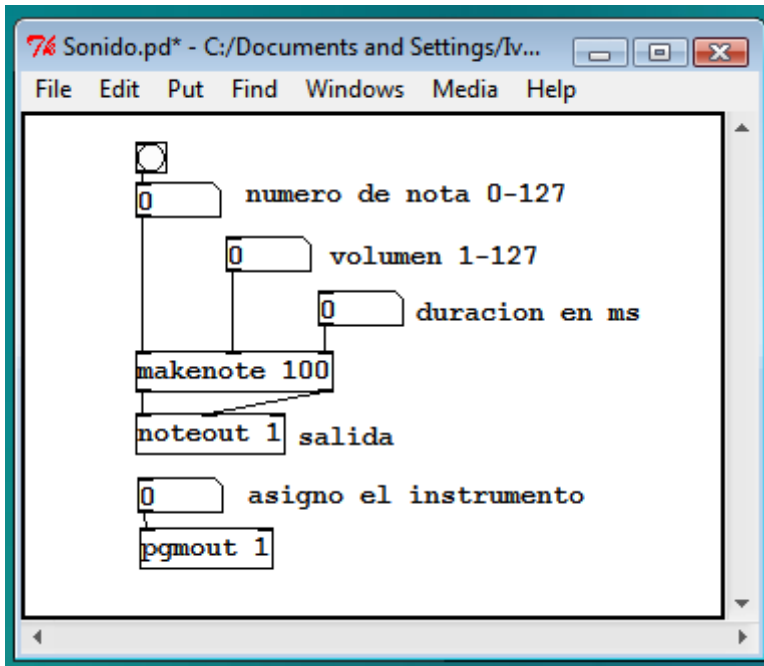 Sonido.pd* - C:/Documents and Settings/Iv...
File Edit Put Find Windows Media Help
0 numero de nota 0-127
0 volumen 1-127
0 duracion en ms
makenote 100
noteout 1 salida
0 asigno el instrumento
pgmout 1